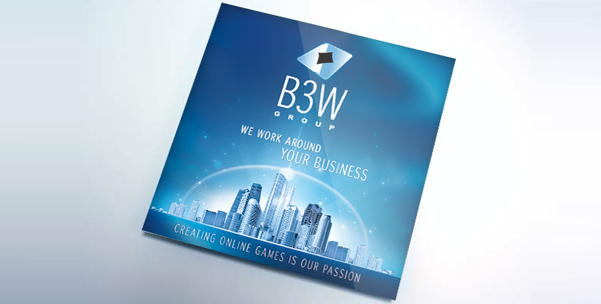 B3W
GROUP
WE WORK AROUND
YOUR BUSINESS
CREATING ONLINE GAMES IS OUR PASSION